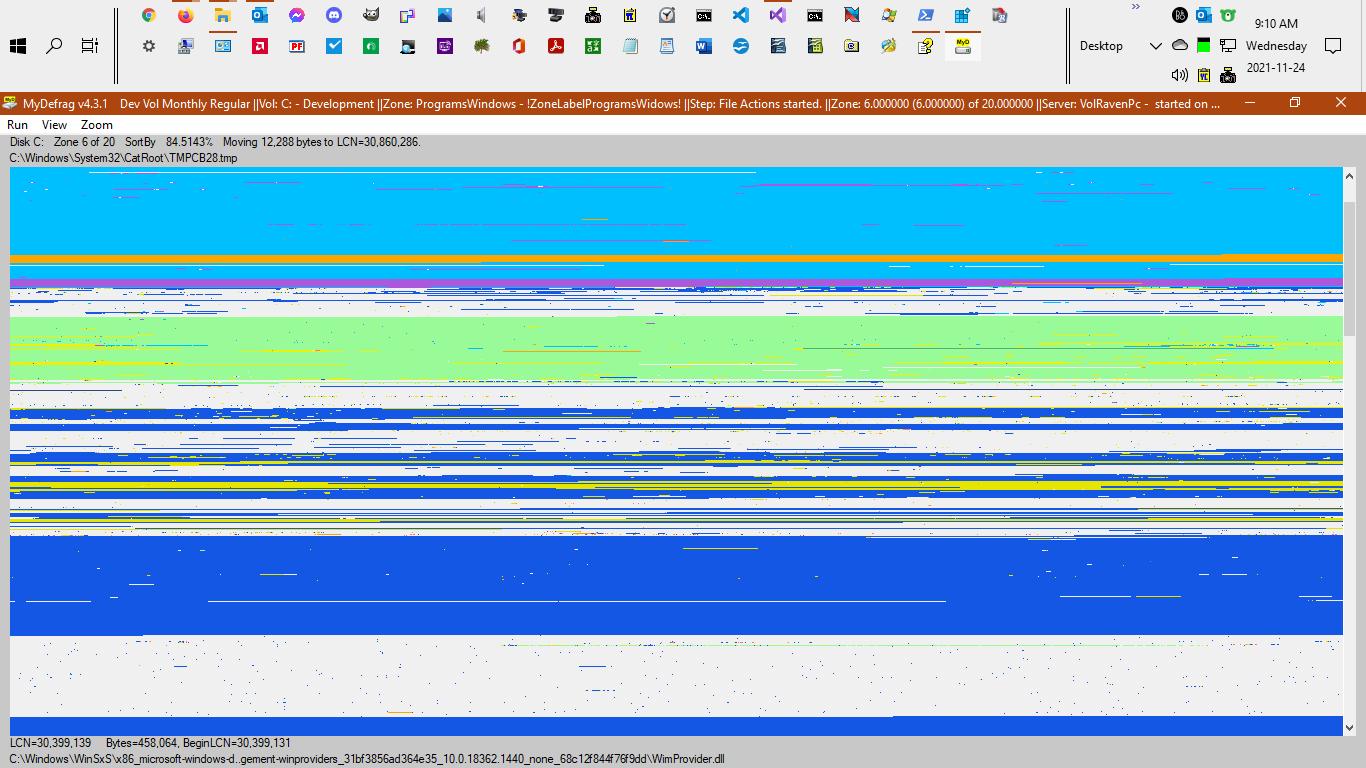 9:10 AM
Desktop
Wednesday
2021-11-24
MyDefrag v4.3.1 Dev Vol Monthly Regular ||Vol: C: - Development ||Zone: ProgramsWindows - !ZoneLabelProgramsWidows! ||Step: File Actions started. ||Zone: 6.000000 (6.000000) of 20.000000 ||Server: VolRavenPc - started on ...
Run View Zoom
Disk C: Zone 6 of 20 SortBy 84.5143% Moving 12,288 bytes to LCN=30,860,286.
C:\Windows\System32\CatRoot\TMPCB28.tmp
LCN=30,399,139 Bytes=458,064, BeginLCN=30,399,131
C:\Windows\WinSxS\x86_microsoft-windows-d..gement-winproviders_31bf3856ad364e35_10.0.18362.1440_none_68c12f844f76f9dd\WimProvider.dll